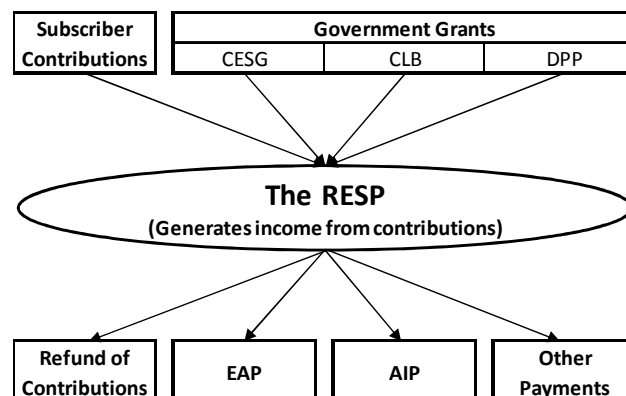 Subscriber
Contributions
Government Grants
CESG
CLB
DPP
The RESP
(Generates income from contributions)
Refund of
Contributions
EAP
AIP
Other
Payments